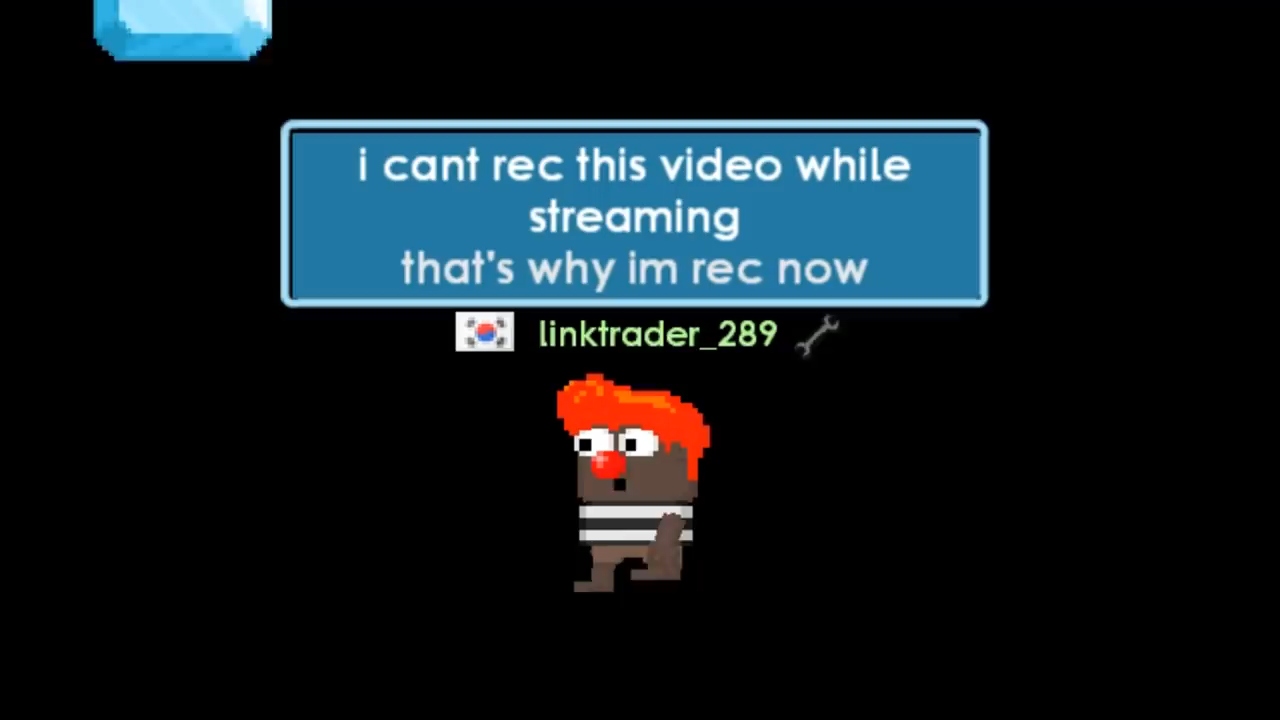 i cant rec this video while
streaming
that's why im rec now
linktrader_289